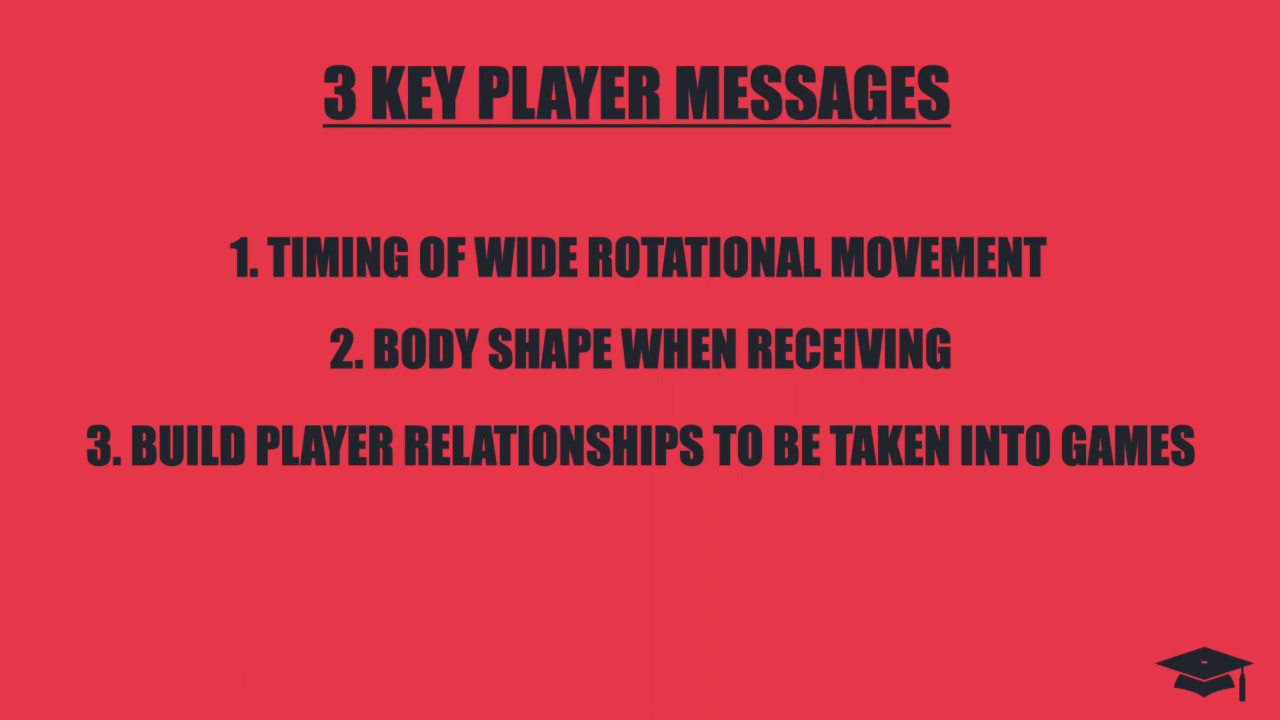 3 KEY PLAYER MESSAGES
1. TIMING OF WIDE ROTATIONAL MOVEMENT
2. BODY SHAPE WHEN RECEIVING
3. BUILD PLAYER RELATIONSHIPS TO BE TAKEN INTO GAMES